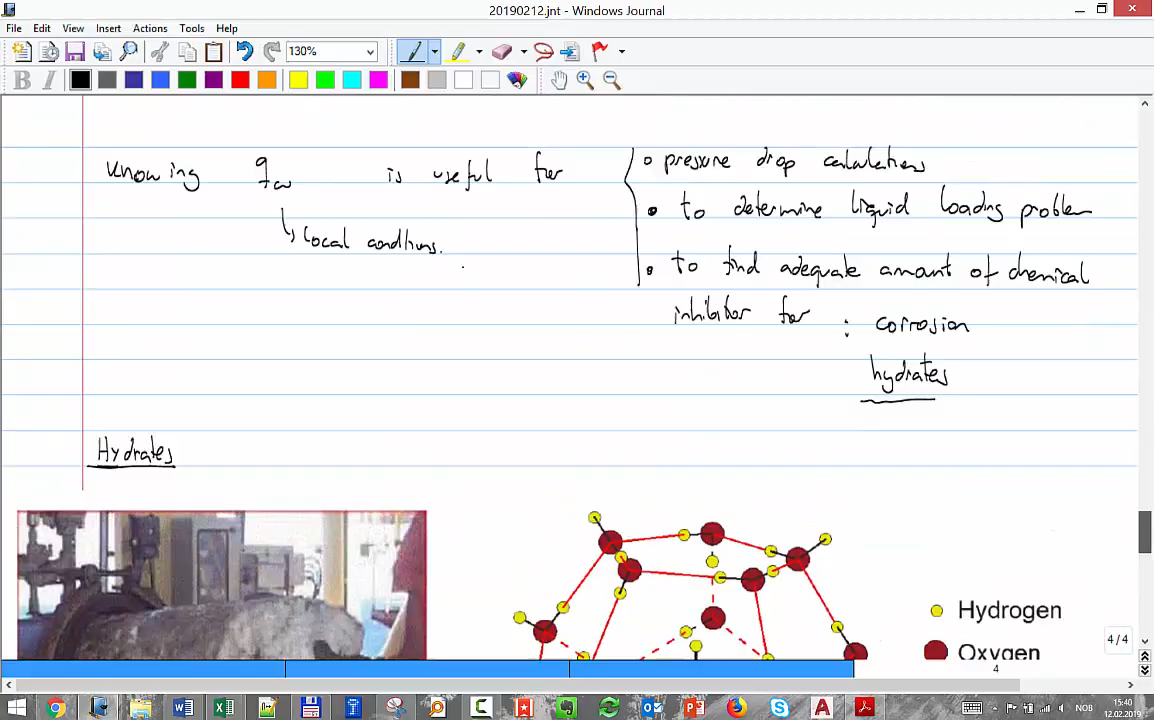 20190212.jnt - Windows Journal
File Edit View Insert Actions Tools Help
130%
B I
Knowing qw is useful for
local conditions.
• pressure drop calculations
• to determine liquid loading problem
• to find adequate amount of chemical
inhibitor for : corrosion
hydrates
Hydrates
Hydrogen
Oxygen
4/4
4
NOB
15:40
12.02.2019